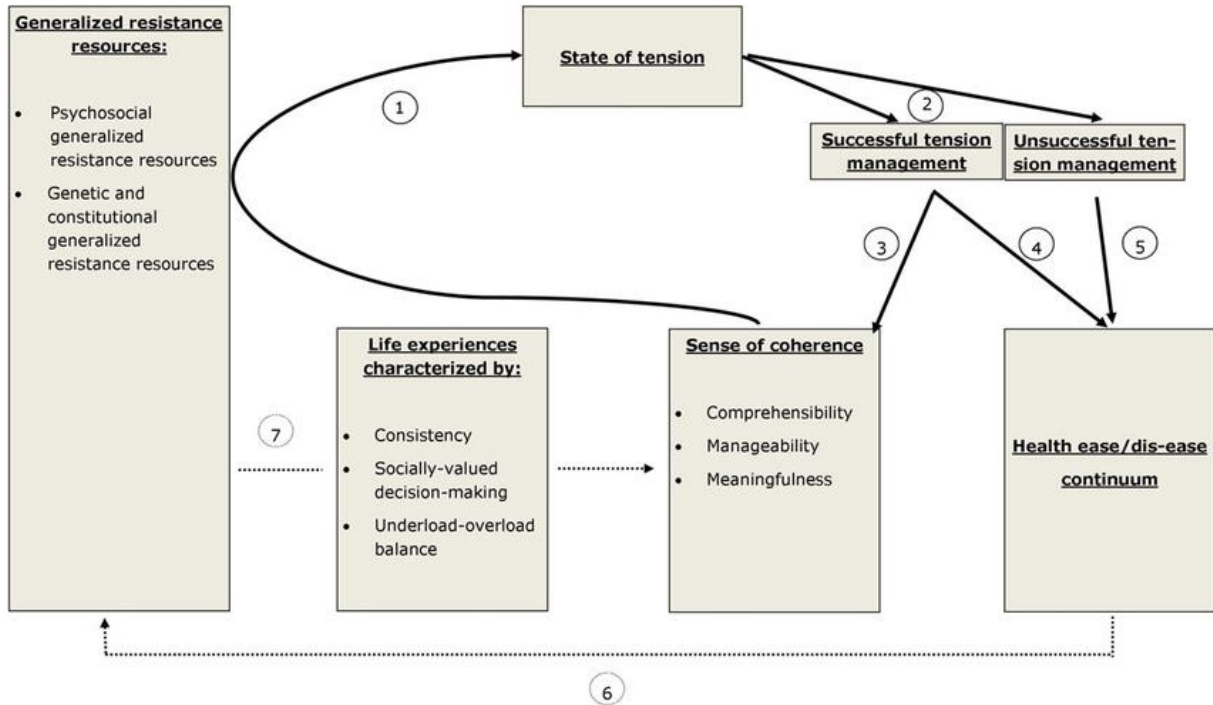 Generalized resistance
resources:
• Psychosocial
generalized
resistance resources
• Genetic and
constitutional
generalized
resistance resources
1
State of tension
2
Successful tension
management
Unsuccessful ten-
sion management
3
4
5
7
Life experiences
characterized by:
• Consistency
• Socially-valued
decision-making
• Underload-overload
balance
Sense of coherence
• Comprehensibility
• Manageability
• Meaningfulness
Health ease/dis-ease
continuum
6